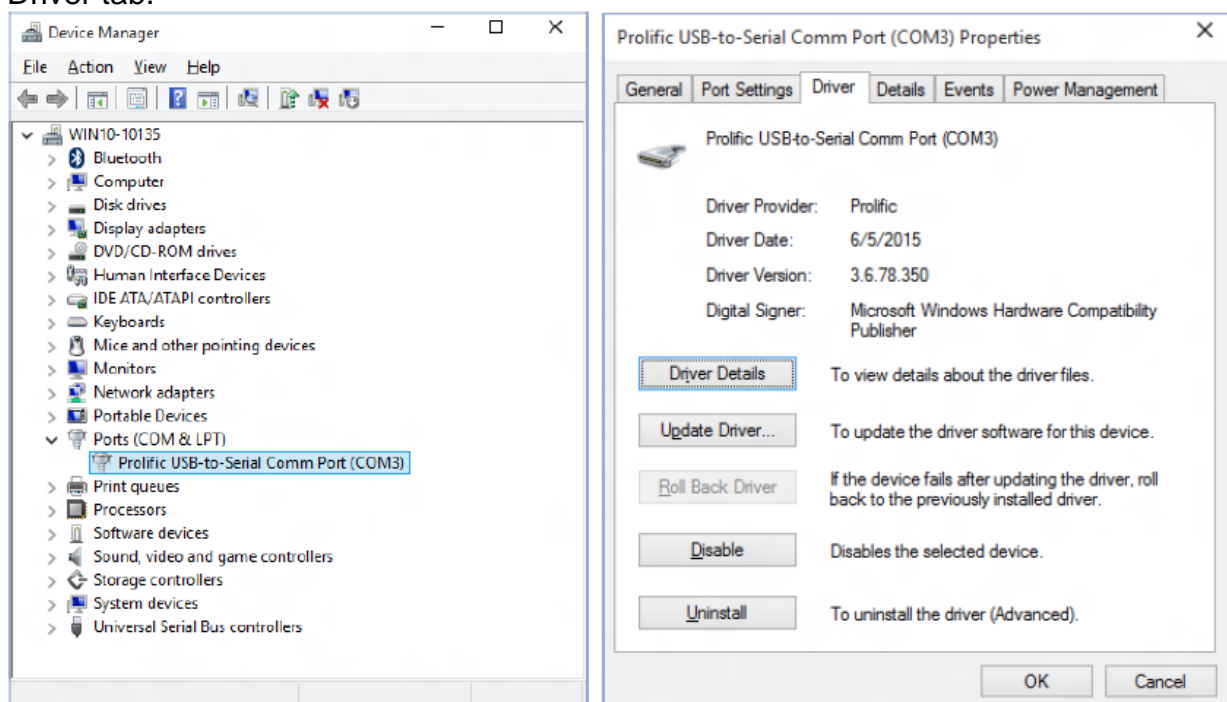 Driver tab.
Device Manager
File Action View Help
WIN10-10135
Bluetooth
Computer
Disk drives
Display adapters
DVD/CD-ROM drives
Human Interface Devices
IDE ATA/ATAPI controllers
Keyboards
Mice and other pointing devices
Monitors
Network adapters
Portable Devices
Ports (COM & LPT)
Prolific USB-to-Serial Comm Port (COM3)
Print queues
Processors
Software devices
Sound, video and game controllers
Storage controllers
System devices
Universal Serial Bus controllers
Prolific USB-to-Serial Comm Port (COM3) Properties
General Port Settings Driver Details Events Power Management
Prolific USB-to-Serial Comm Port (COM3)
Driver Provider: Prolific
Driver Date: 6/5/2015
Driver Version: 3.6.78.350
Digital Signer: Microsoft Windows Hardware Compatibility
Publisher
Driver Details To view details about the driver files.
Update Driver... To update the driver software for this device.
Roll Back Driver If the device fails after updating the driver, roll
back to the previously installed driver.
Disable Disables the selected device.
Uninstall To uninstall the driver (Advanced).
OK Cancel